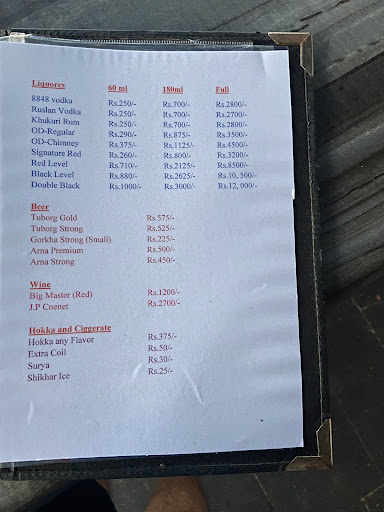 Liquores 60 ml 180ml Full
8848 vodka Rs.250/- Rs.700/- Rs.2800/-
Ruslan Vodka Rs.250/- Rs.700/- Rs.2700/-
Khukuri Rum Rs.250/- Rs.700/- Rs.2800/-
OD-Regular Rs.290/- Rs.875/- Rs.3500/-
OD-Chimney Rs.375/- Rs.1125/- Rs.4500/-
Signature Red Rs.260/- Rs.800/- Rs.3200/-
Red Level Rs.710/- Rs.2125/- Rs.8500/-
Black Level Rs.880/- Rs.2625/- Rs.10, 500/-
Double Black Rs.1000/- Rs.3000/- Rs.12, 000/-
Beer
Tuborg Gold Rs.575/-
Tuborg Strong Rs.525/-
Gorkha Strong (Small) Rs.225/-
Arna Premium Rs.500/-
Arna Strong Rs.450/-
Wine
Big Master (Red) Rs.1200/-
J.P Cnenet Rs.2700/-
Hokka and Ciggerate
Hokka any Flavor Rs.375/-
Extra Coil Rs.50/-
Surya Rs.30/-
Shikhar Ice Rs.25/-